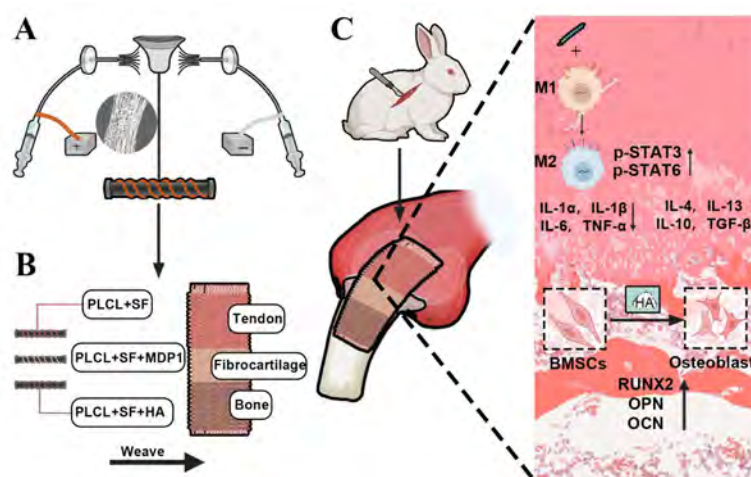 A
+
−
B
PLCL+SF
PLCL+SF+MDP1
PLCL+SF+HA
Weave
Tendon
Fibrocartilage
Bone
C
+
M1
M2
p-STAT3
p-STAT6
IL-1α, IL-1β
IL-6, TNF-α
IL-4, IL-13
IL-10, TGF-β
HA
BMSCs
Osteoblast
RUNX2
OPN
OCN